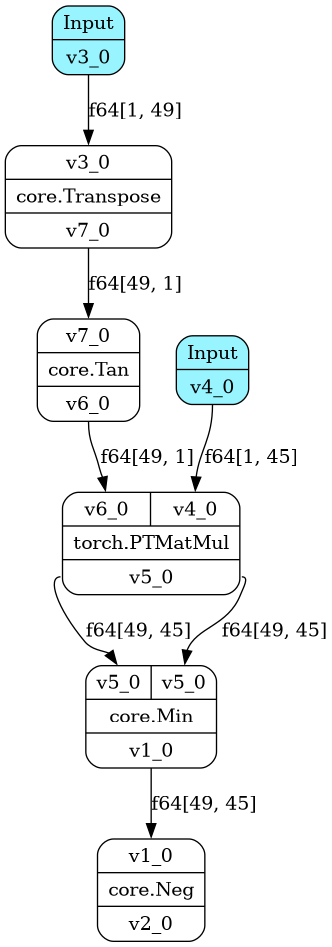 Input
v3_0
f64[1, 49]
v3_0
core.Transpose
v7_0
f64[49, 1]
v7_0
core.Tan
v6_0
Input
v4_0
f64[49, 1]
f64[1, 45]
v6_0 v4_0
torch.PTMatMul
v5_0
f64[49, 45]
f64[49, 45]
v5_0 v5_0
core.Min
v1_0
f64[49, 45]
v1_0
core.Neg
v2_0